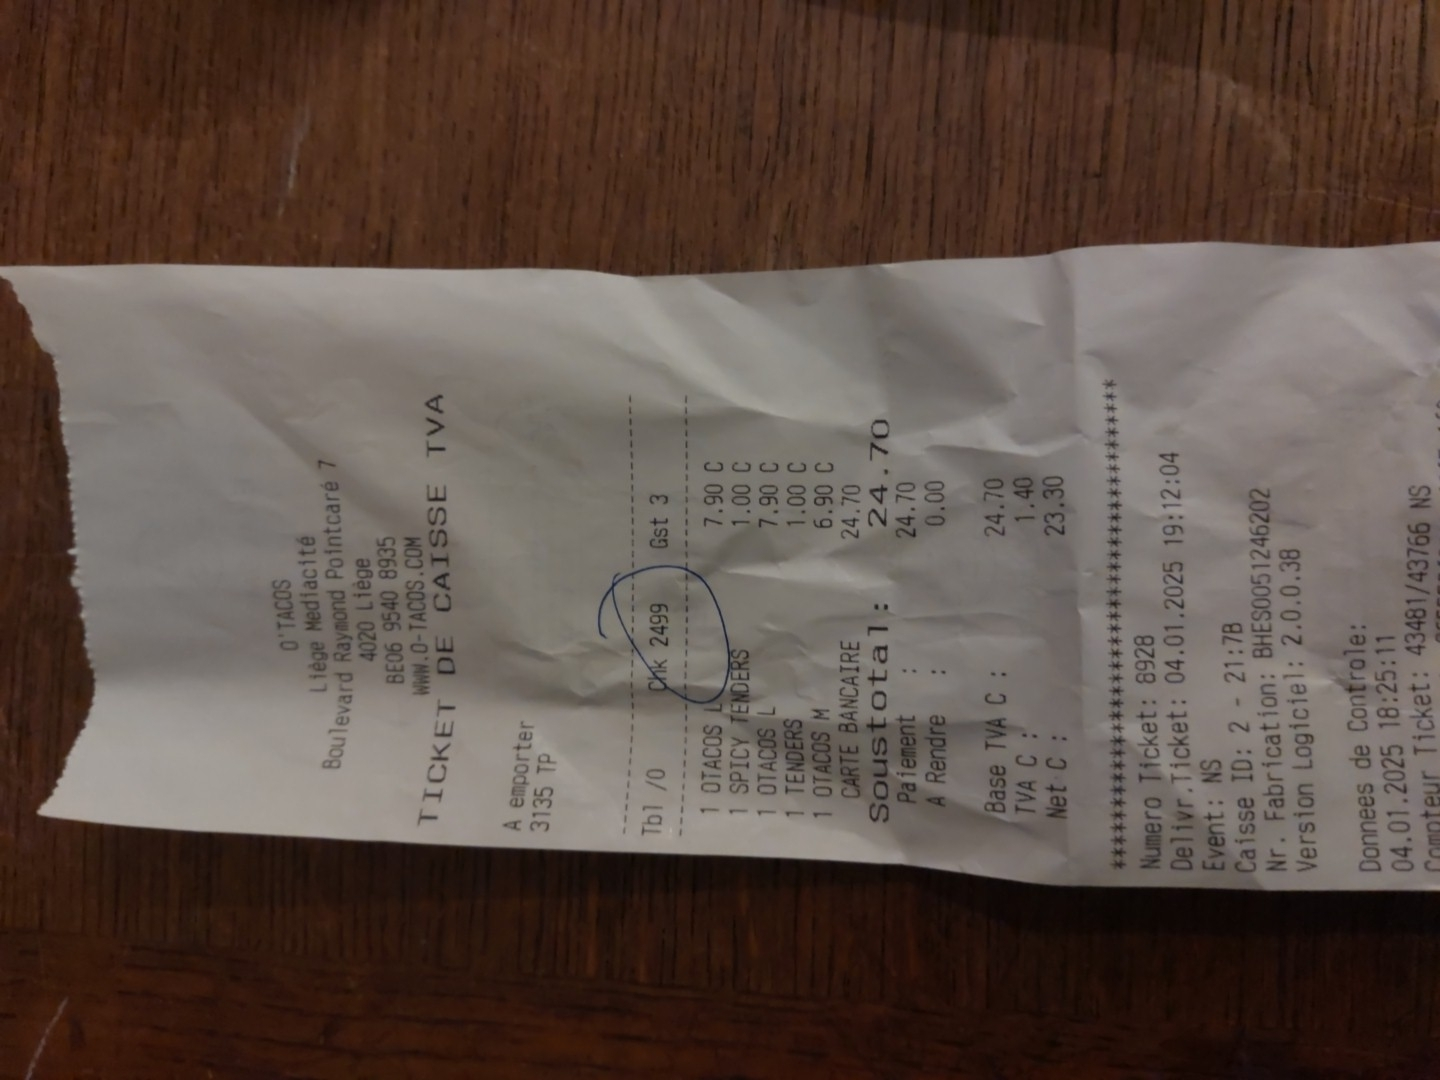 O'TACOS
Liège Mediacité
Boulevard Raymond Pointcaré 7
4020 Liège
BE06 9540 8935
WWW.O-TACOS.COM
TICKET DE CAISSE TVA
A emporter
3135 TP
Tbl /0 Chk 2499 Gst 3
1 OTACOS L 7.90 C
1 SPICY TENDERS 1.00 C
1 OTACOS L 7.90 C
1 TENDERS 1.00 C
1 OTACOS M 6.90 C
CARTE BANCAIRE 24.70
Soustotal: 24.70
Paiement : 24.70
A Rendre : 0.00
Base TVA C : 24.70
TVA C : 1.40
Net C : 23.30
Numero Ticket: 8928
Delivr.Ticket: 04.01.2025 19:12:04
Event: NS
Caisse ID: 2 - 21:7B
Nr. Fabrication: BHES0051246202
Version Logiciel: 2.0.0.38
Donnees de Controle:
04.01.2025 18:25:11
Compteur Ticket: 43481/43766 NS